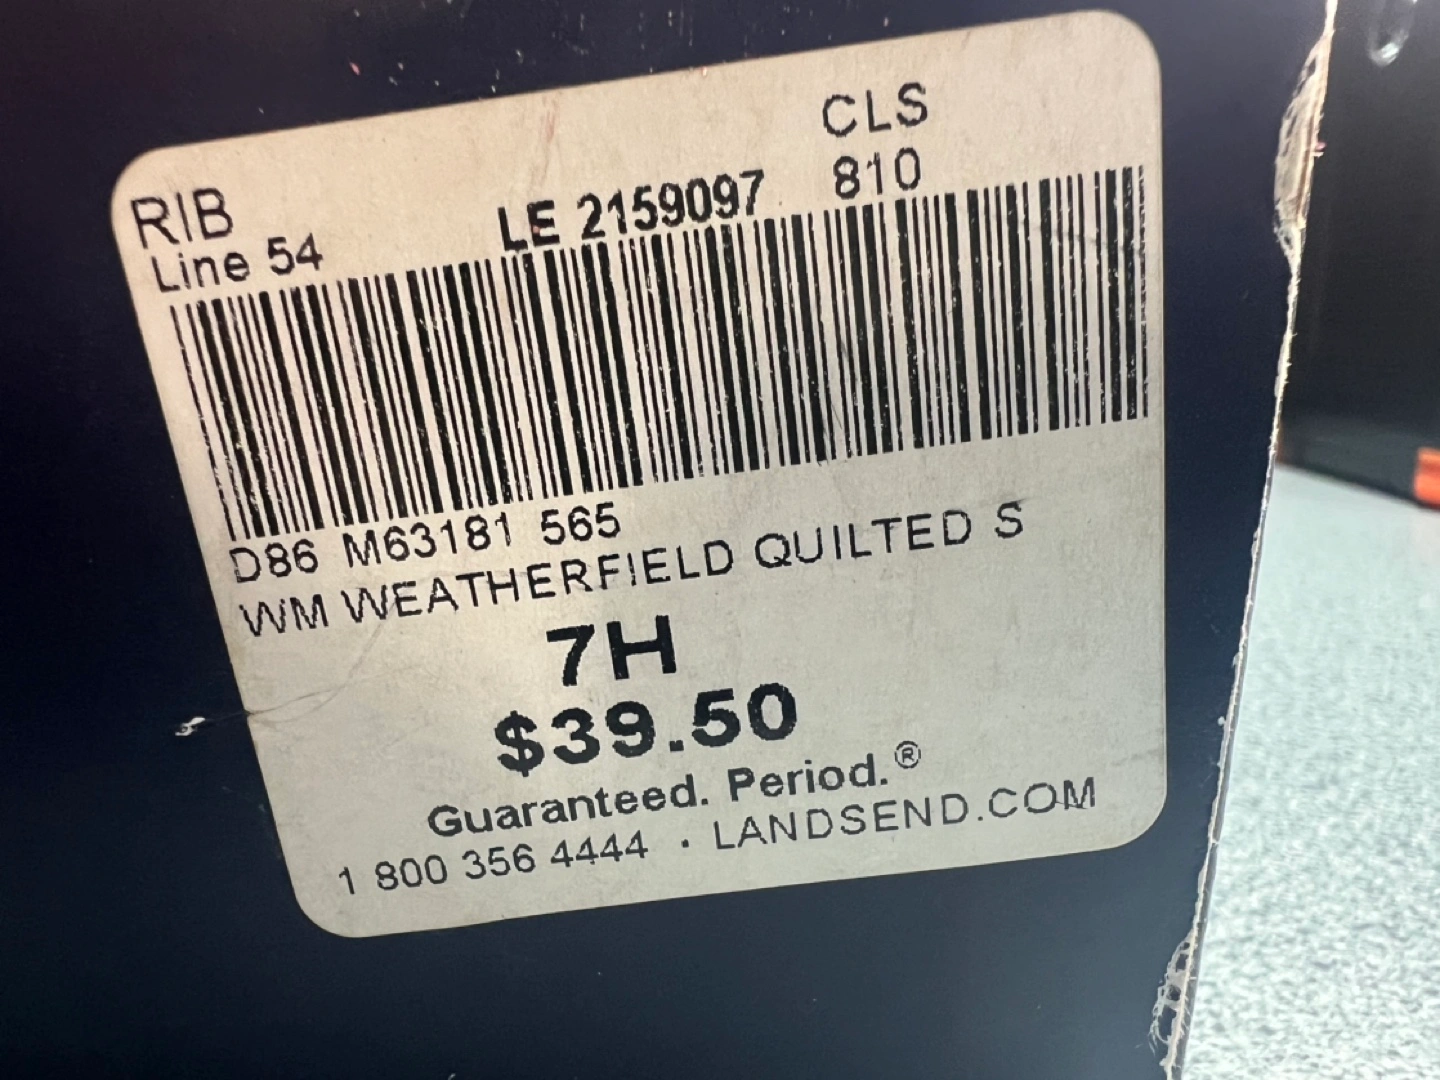 CLS
RIB LE 2159097 810
Line 54
D86 M63181 565
WM WEATHERFIELD QUILTED S
7H
$39.50
Guaranteed. Period.®
1 800 356 4444 · LANDSEND.COM